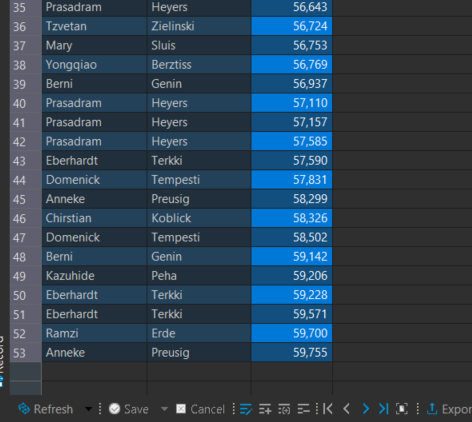 35 Prasadram Heyers 56,643
36 Tzvetan Zielinski 56,724
37 Mary Sluis 56,753
38 Yongqiao Berztiss 56,769
39 Berni Genin 56,937
40 Prasadram Heyers 57,110
41 Prasadram Heyers 57,157
42 Prasadram Heyers 57,585
43 Eberhardt Terkki 57,590
44 Domenick Tempesti 57,831
45 Anneke Preusig 58,299
46 Chirstian Koblick 58,326
47 Domenick Tempesti 58,502
48 Berni Genin 59,142
49 Kazuhide Peha 59,206
50 Eberhardt Terkki 59,228
51 Eberhardt Terkki 59,571
52 Ramzi Erde 59,700
53 Anneke Preusig 59,755
Record
Refresh Save Cancel Expor